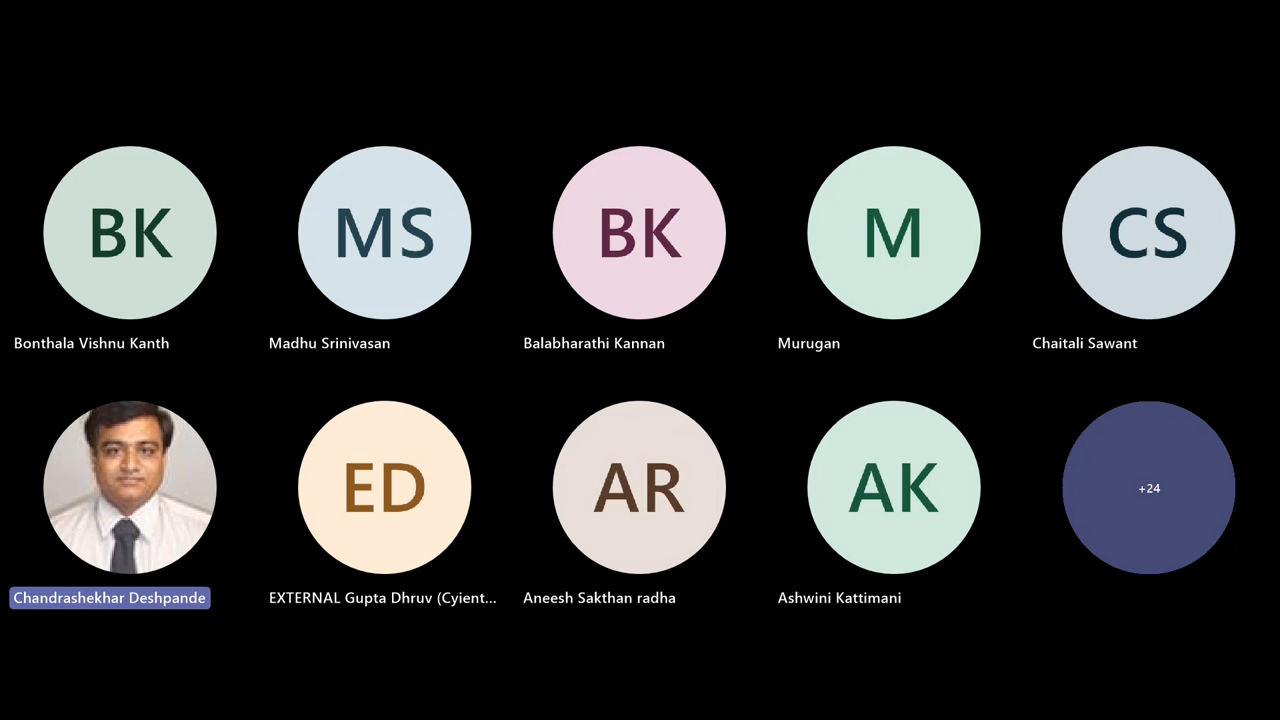 BK
MS
BK
M
CS
Bonthala Vishnu Kanth
Madhu Srinivasan
Balabharathi Kannan
Murugan
Chaitali Sawant
ED
AR
AK
+24
Chandrashekhar Deshpande
EXTERNAL Gupta Dhruv (Cyient...
Aneesh Sakthan radha
Ashwini Kattimani